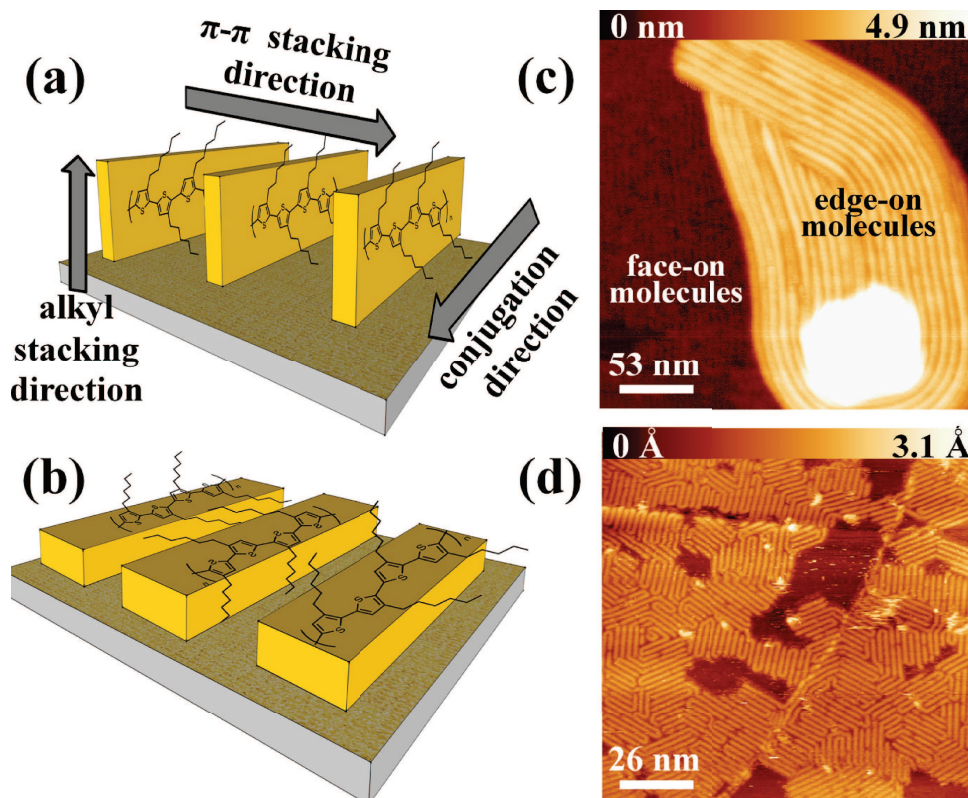 (a)
π-π stacking
direction
alkyl
stacking
direction
conjugation
direction
S
S
S
S
n
S
S
S
S
n
S
S
S
S
n
(b)
S
S
S
S
n
S
S
S
S
n
S
S
S
S
n
(c)
0 nm 4.9 nm
edge-on
molecules
face-on
molecules
53 nm
(d)
0 Å 3.1 Å
26 nm